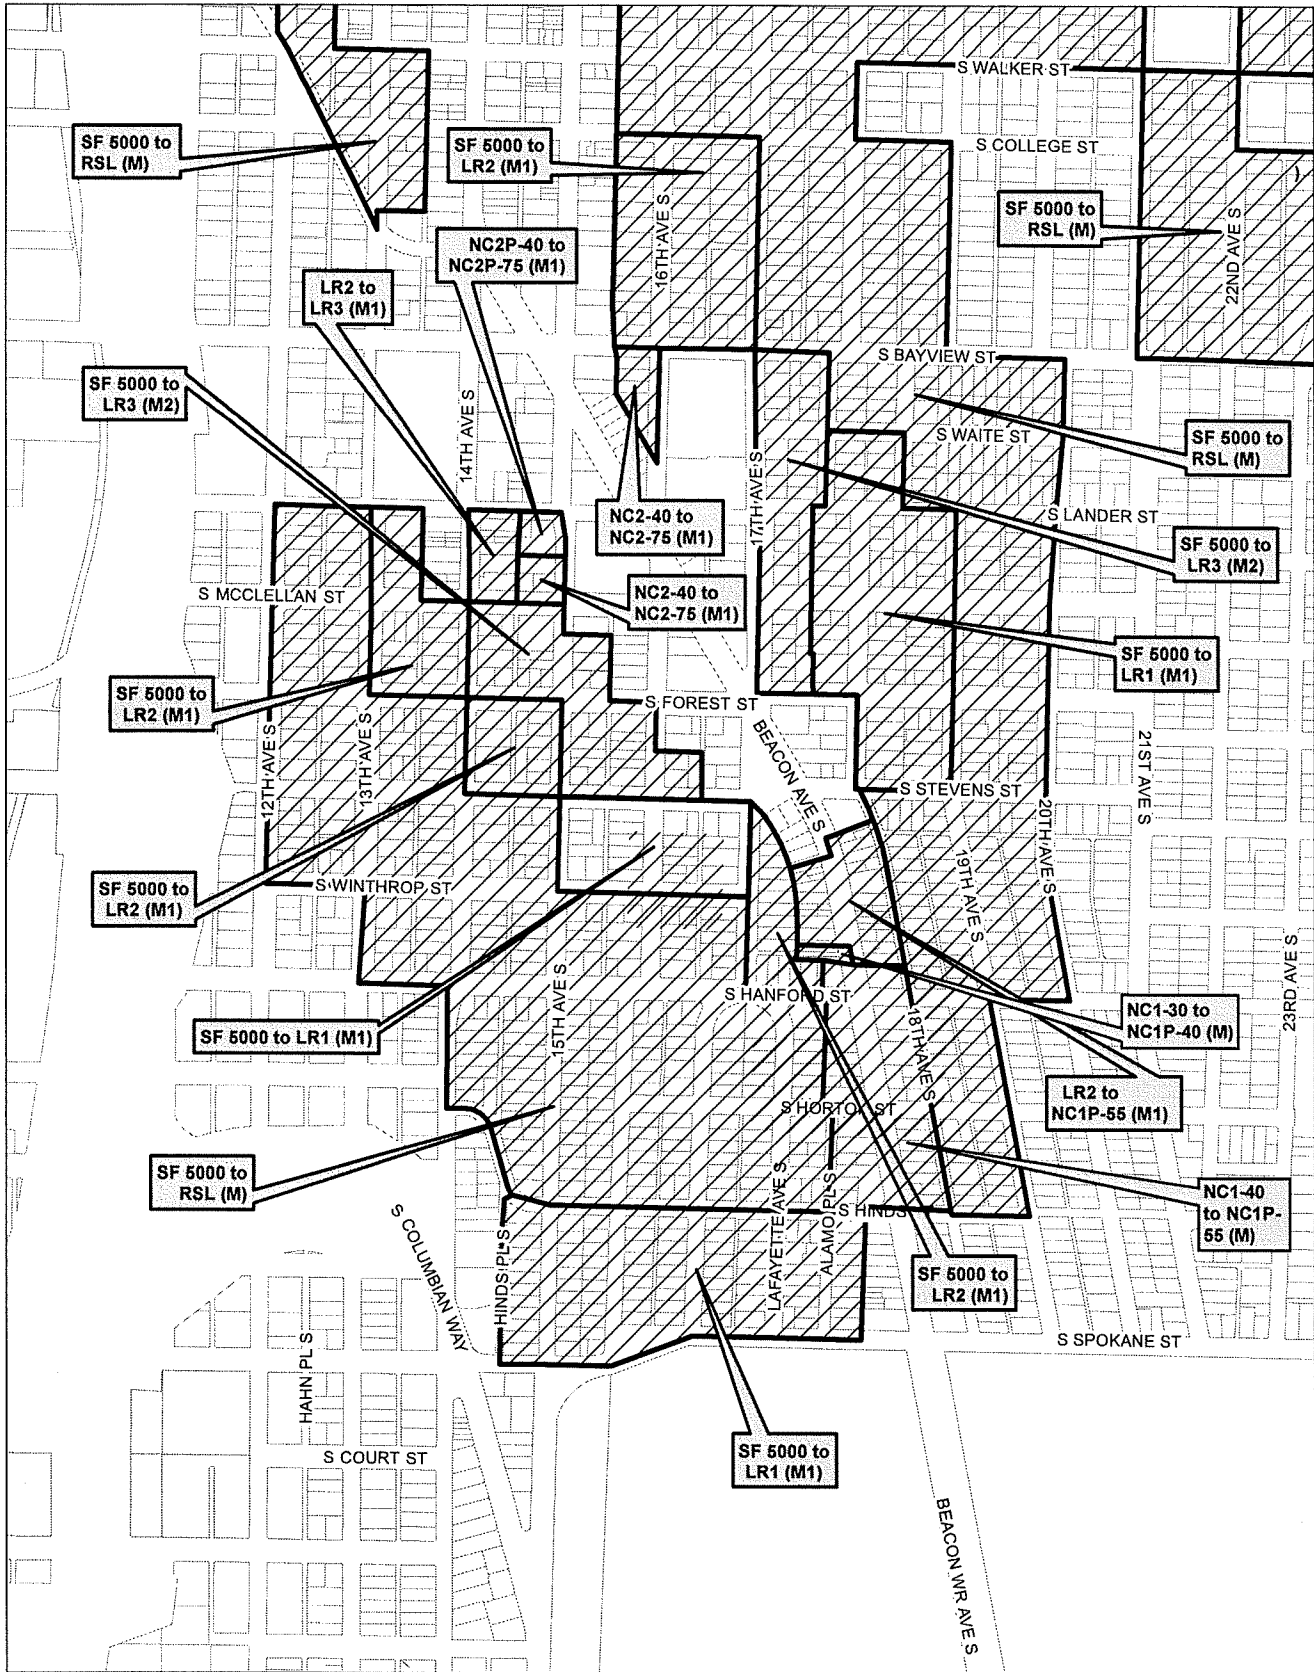 S WALKER ST
SF 5000 to
RSL (M)
SF 5000 to
LR2 (M1)
S COLLEGE ST
SF 5000 to
RSL (M)
16TH AVE S
22ND AVE S
NC2P-40 to
NC2P-75 (M1)
LR2 to
LR3 (M1)
S BAYVIEW ST
SF 5000 to
LR3 (M2)
14TH AVE S
S WAITE ST
SF 5000 to
RSL (M)
17TH AVE S
NC2-40 to
NC2-75 (M1)
S LANDER ST
SF 5000 to
LR3 (M2)
S MCCLELLAN ST
NC2-40 to
NC2-75 (M1)
SF 5000 to
LR1 (M1)
SF 5000 to
LR2 (M1)
S FOREST ST
12TH AVE S
13TH AVE S
BEACON AVE S
21ST AVE S
S STEVENS ST
20TH AVE S
SF 5000 to
LR2 (M1)
S WINTHROP ST
19TH AVE S
23RD AVE S
15TH AVE S
S HANFORD ST
SF 5000 to LR1 (M1)
18TH AVE S
NC1-30 to
NC1P-40 (M)
LR2 to
NC1P-55 (M1)
S HORTON ST
SF 5000 to
RSL (M)
LAFAYETTE AVE S
ALAMO PL S
S HINDS
NC1-40
to NC1P-
55 (M)
S COLUMBIAN WAY
HINDS PL S
SF 5000 to
LR2 (M1)
S SPOKANE ST
HAHN PL S
SF 5000 to
LR1 (M1)
S COURT ST
BEACON WR AVE S